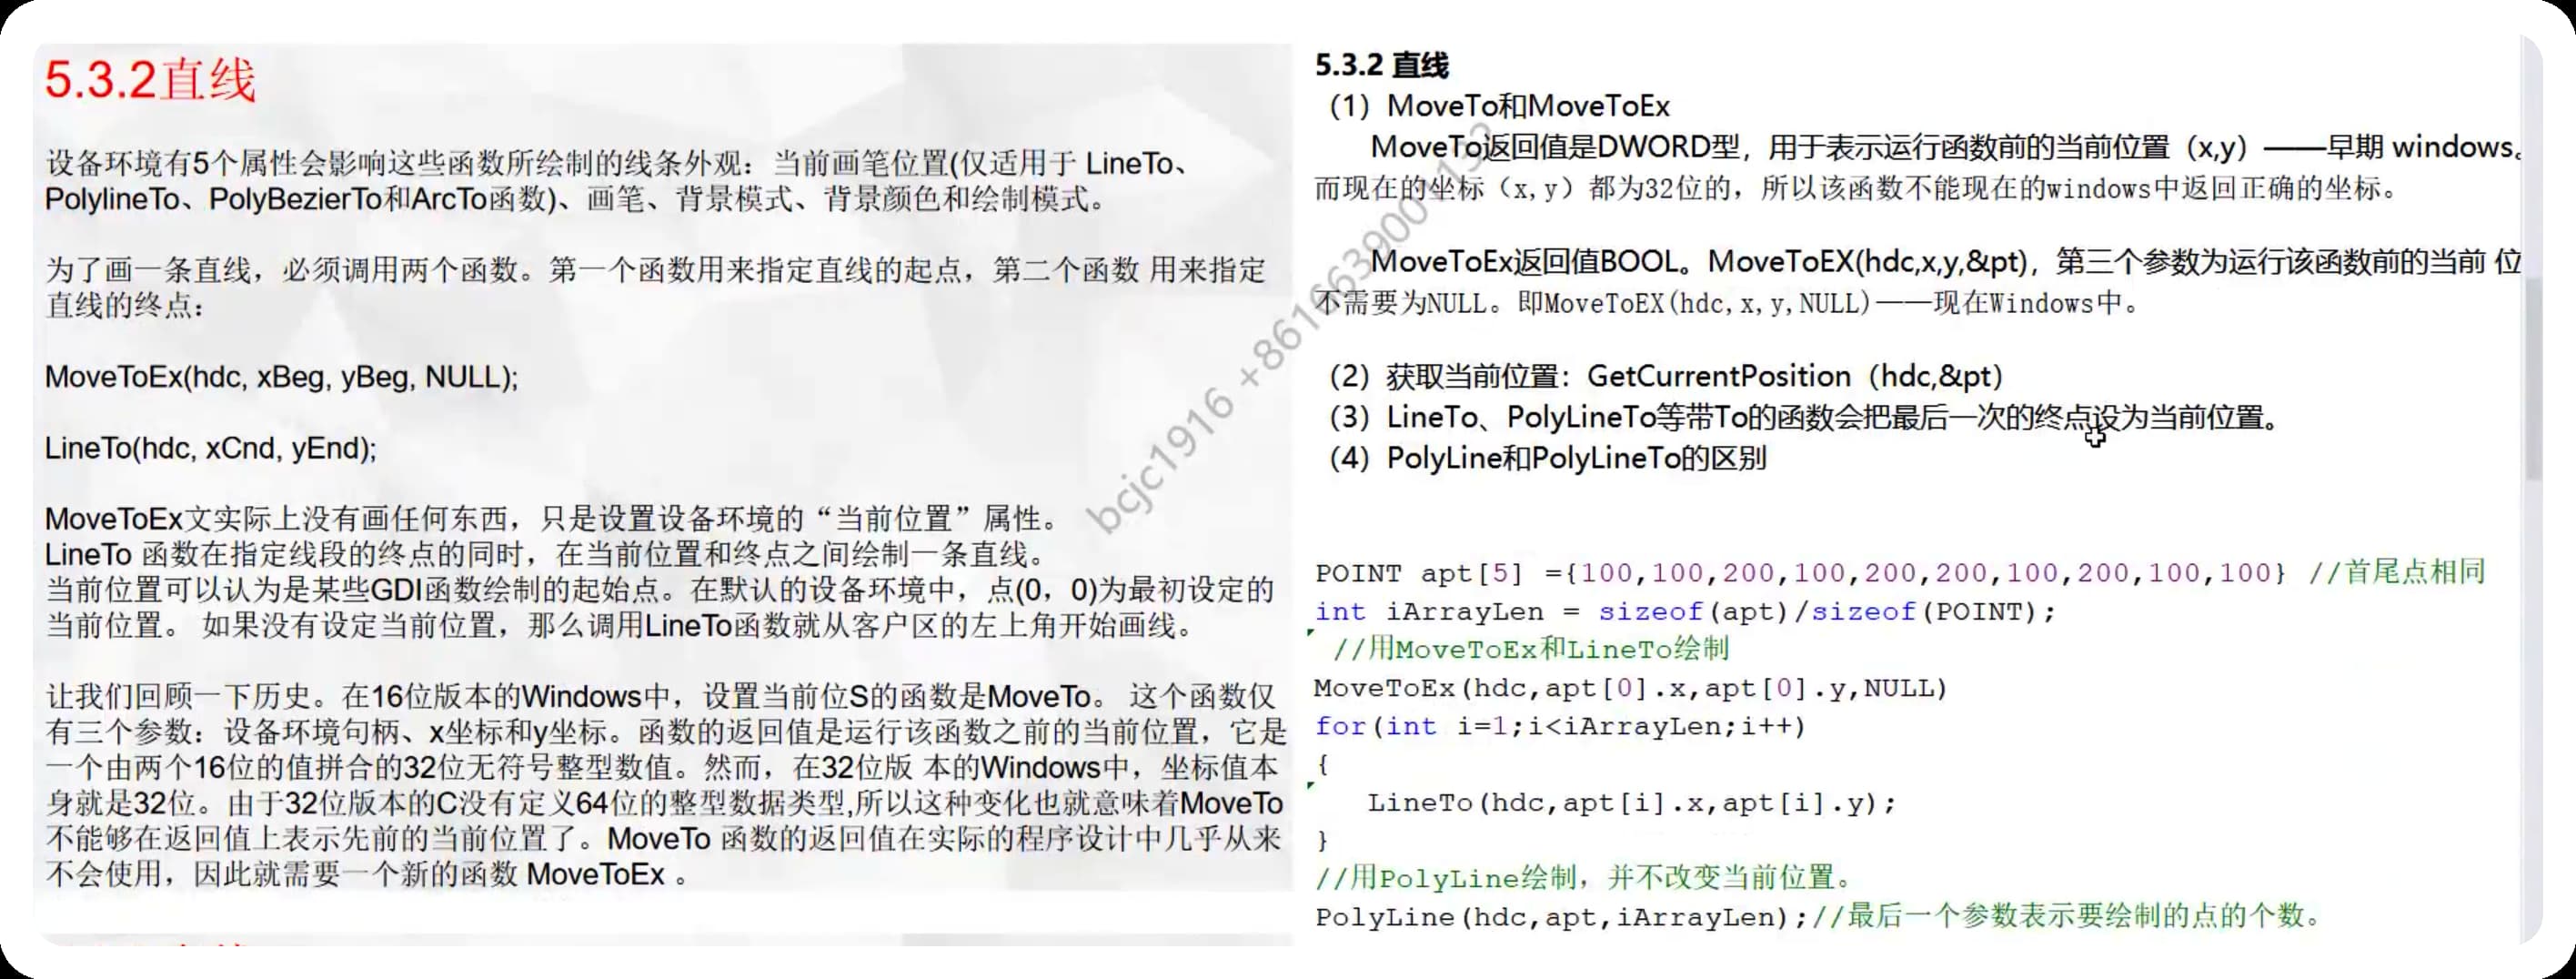 5.3.2直线
设备环境有5个属性会影响这些函数所绘制的线条外观：当前画笔位置(仅适用于 LineTo、
PolylineTo、PolyBezierTo和ArcTo函数)、画笔、背景模式、背景颜色和绘制模式。
为了画一条直线，必须调用两个函数。第一个函数用来指定直线的起点，第二个函数 用来指定
直线的终点：
MoveToEx(hdc, xBeg, yBeg, NULL);
LineTo(hdc, xCnd, yEnd);
MoveToEx文实际上没有画任何东西，只是设置设备环境的“当前位置”属性。
LineTo 函数在指定线段的终点的同时，在当前位置和终点之间绘制一条直线。
当前位置可以认为是某些GDI函数绘制的起始点。在默认的设备环境中，点(0，0)为最初设定的
当前位置。 如果没有设定当前位置，那么调用LineTo函数就从客户区的左上角开始画线。
让我们回顾一下历史。在16位版本的Windows中，设置当前位S的函数是MoveTo。 这个函数仅
有三个参数：设备环境句柄、x坐标和y坐标。函数的返回值是运行该函数之前的当前位置，它是
一个由两个16位的值拼合的32位无符号整型数值。然而，在32位版 本的Windows中，坐标值本
身就是32位。由于32位版本的C没有定义64位的整型数据类型,所以这种变化也就意味着MoveTo
不能够在返回值上表示先前的当前位置了。MoveTo 函数的返回值在实际的程序设计中几乎从来
不会使用，因此就需要一个新的函数 MoveToEx 。
5.3.2 直线
（1）MoveTo和MoveToEx
MoveTo返回值是DWORD型，用于表示运行函数前的当前位置（x,y）——早期 windows。
而现在的坐标（x,y）都为32位的，所以该函数不能现在的windows中返回正确的坐标。
MoveToEx返回值BOOL。MoveToEX(hdc,x,y,&pt)，第三个参数为运行该函数前的当前 位
不需要为NULL。即MoveToEX(hdc,x,y,NULL)——现在Windows中。
（2）获取当前位置：GetCurrentPosition（hdc,&pt）
（3）LineTo、PolyLineTo等带To的函数会把最后一次的终点设为当前位置。
（4）PolyLine和PolyLineTo的区别
POINT apt[5] ={100,100,200,100,200,200,100,200,100,100} //首尾点相同
int iArrayLen = sizeof(apt)/sizeof(POINT);
//用MoveToEx和LineTo绘制
MoveToEx(hdc,apt[0].x,apt[0].y,NULL)
for(int i=1;i<iArrayLen;i++)
{
LineTo(hdc,apt[i].x,apt[i].y);
}
//用PolyLine绘制，并不改变当前位置。
PolyLine(hdc,apt,iArrayLen);//最后一个参数表示要绘制的点的个数。